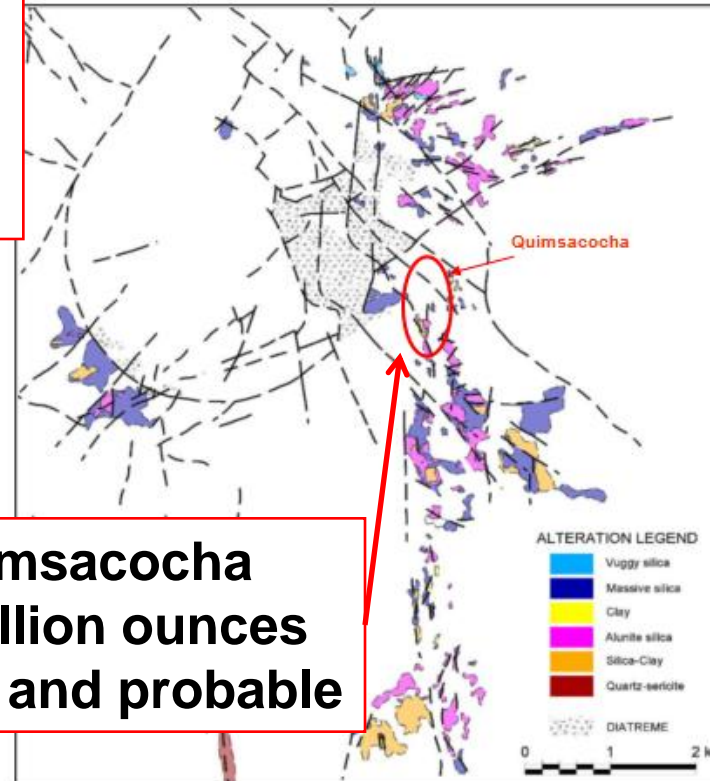 Quimsacocha
ALTERATION LEGEND
Vuggy silica
Massive silica
Clay
Alunite silica
Silica-Clay
Quartz-sericite
DIATREME
0 1 2 k
msacocha
llion ounces
and probable